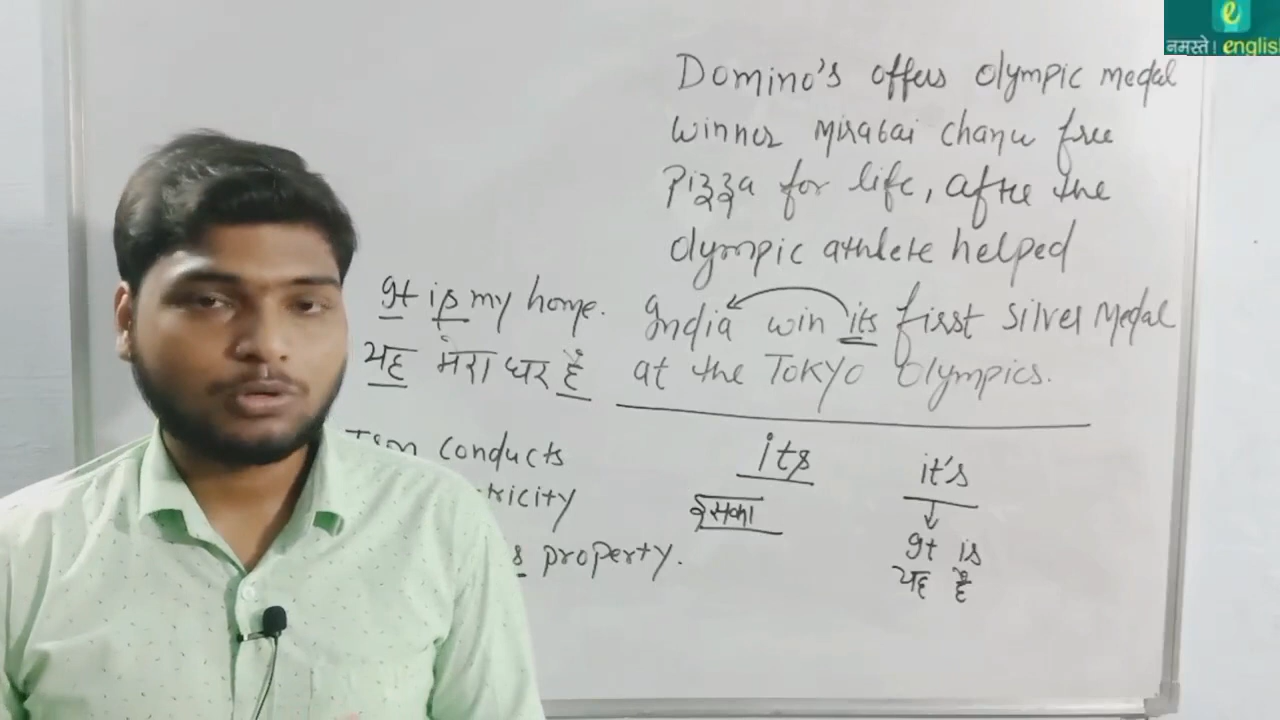 e
नमस्ते। english
Domino's offers Olympic medal
winner Mirabai chanu free
Pizza for life, after the
Olympic athlete helped
India win its first Silver Medal
at the TOKYO Olympics.
It is my home.
यह मेरा घर है
conducts
property.
its
इसका
it's
It is
यह है